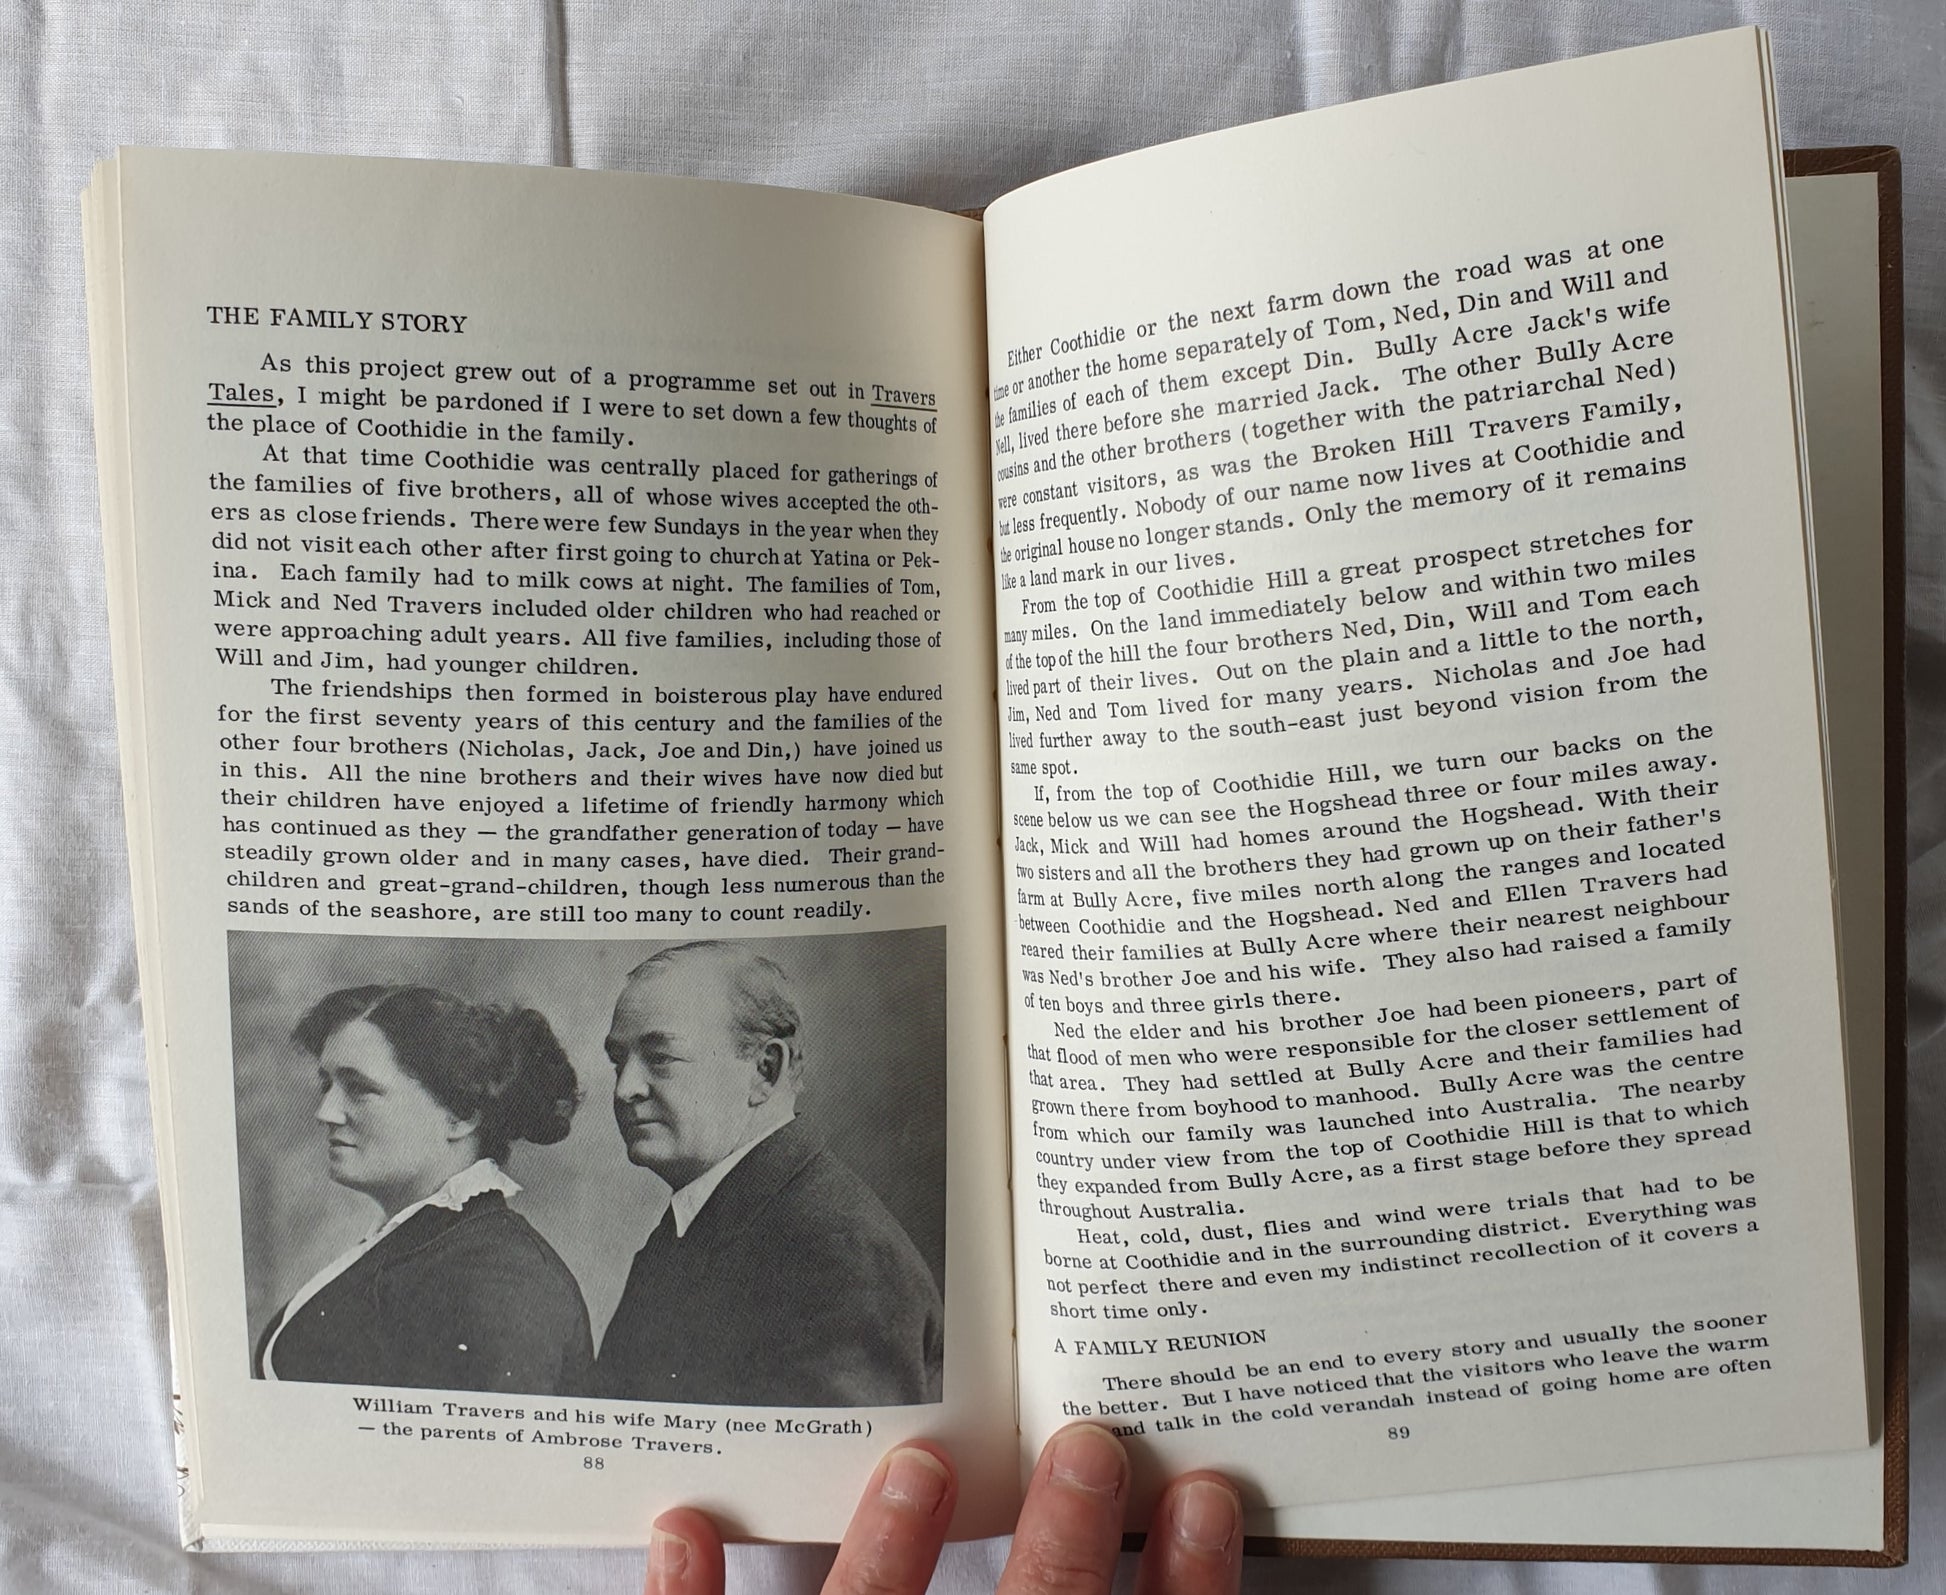 THE FAMILY STORY
As this project grew out of a programme set out in Travers
Tales, I might be pardoned if I were to set down a few thoughts of
the place of Coothidie in the family.
At that time Coothidie was centrally placed for gatherings of
the families of five brothers, all of whose wives accepted the oth-
ers as close friends. There were few Sundays in the year when they
did not visit each other after first going to church at Yatina or Pek-
ina. Each family had to milk cows at night. The families of Tom,
Mick and Ned Travers included older children who had reached or
were approaching adult years. All five families, including those of
Will and Jim, had younger children.
The friendships then formed in boisterous play have endured
for the first seventy years of this century and the families of the
other four brothers (Nicholas, Jack, Joe and Din,) have joined us
in this. All the nine brothers and their wives have now died but
their children have enjoyed a lifetime of friendly harmony which
has continued as they — the grandfather generation of today — have
steadily grown older and in many cases, have died. Their grand-
children and great-grand-children, though less numerous than the
sands of the seashore, are still too many to count readily.
William Travers and his wife Mary (nee McGrath)
— the parents of Ambrose Travers.
88
Either Coothidie or the next farm down the road was at one
time or another the home separately of Tom, Ned, Din and Will and
the families of each of them except Din. Bully Acre Jack's wife
Nell, lived there before she married Jack. The other Bully Acre
cousins and the other brothers (together with the patriarchal Ned)
were constant visitors, as was the Broken Hill Travers Family,
but less frequently. Nobody of our name now lives at Coothidie and
the original house no longer stands. Only the memory of it remains
like a land mark in our lives.
From the top of Coothidie Hill a great prospect stretches for
many miles. On the land immediately below and within two miles
of the top of the hill the four brothers Ned, Din, Will and Tom each
lived part of their lives. Out on the plain and a little to the north,
Jim, Ned and Tom lived for many years. Nicholas and Joe had
lived further away to the south-east just beyond vision from the
same spot.
If, from the top of Coothidie Hill, we turn our backs on the
scene below us we can see the Hogshead three or four miles away.
Jack, Mick and Will had homes around the Hogshead. With their
two sisters and all the brothers they had grown up on their father's
farm at Bully Acre, five miles north along the ranges and located
between Coothidie and the Hogshead. Ned and Ellen Travers had
reared their families at Bully Acre where their nearest neighbour
was Ned's brother Joe and his wife. They also had raised a family
of ten boys and three girls there.
Ned the elder and his brother Joe had been pioneers, part of
that flood of men who were responsible for the closer settlement of
that area. They had settled at Bully Acre and their families had
grown there from boyhood to manhood. Bully Acre was the centre
from which our family was launched into Australia. The nearby
country under view from the top of Coothidie Hill is that to which
they expanded from Bully Acre, as a first stage before they spread
throughout Australia.
Heat, cold, dust, flies and wind were trials that had to be
borne at Coothidie and in the surrounding district. Everything was
not perfect there and even my indistinct recollection of it covers a
short time only.
A FAMILY REUNION
There should be an end to every story and usually the sooner
the better. But I have noticed that the visitors who leave the warm
and talk in the cold verandah instead of going home are often
89